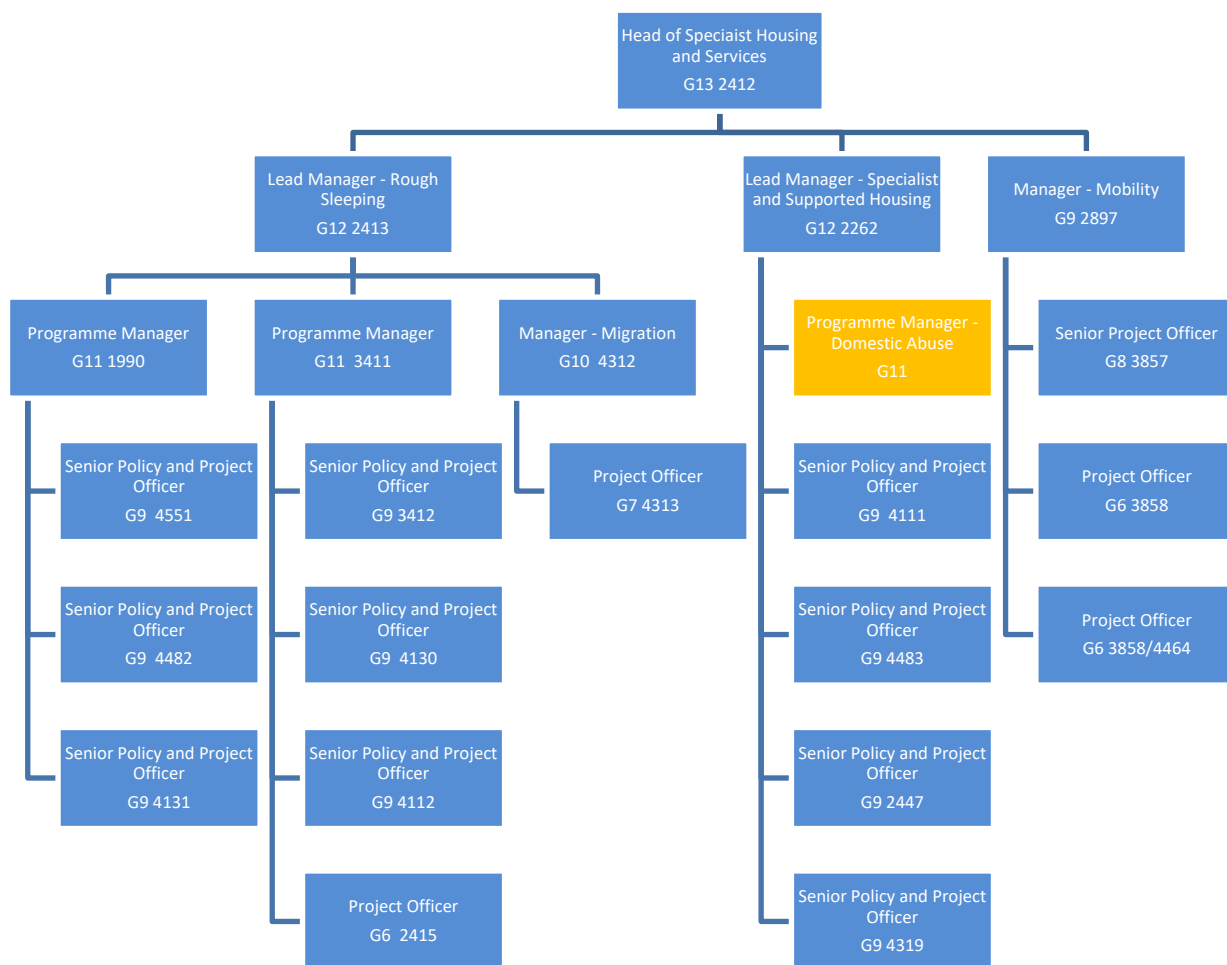 Head of Speciaist Housing
and Services
G13 2412
Lead Manager - Rough
Sleeping
G12 2413
Lead Manager - Specialist
and Supported Housing
G12 2262
Manager - Mobility
G9 2897
Programme Manager
G11 1990
Programme Manager
G11 3411
Manager - Migration
G10 4312
Programme Manager -
Domestic Abuse
G11
Senior Project Officer
G8 3857
Senior Policy and Project
Officer
G9 4551
Senior Policy and Project
Officer
G9 3412
Project Officer
G7 4313
Senior Policy and Project
Officer
G9 4111
Project Officer
G6 3858
Senior Policy and Project
Officer
G9 4482
Senior Policy and Project
Officer
G9 4130
Senior Policy and Project
Officer
G9 4483
Project Officer
G6 3858/4464
Senior Policy and Project
Officer
G9 4131
Senior Policy and Project
Officer
G9 4112
Senior Policy and Project
Officer
G9 2447
Project Officer
G6 2415
Senior Policy and Project
Officer
G9 4319